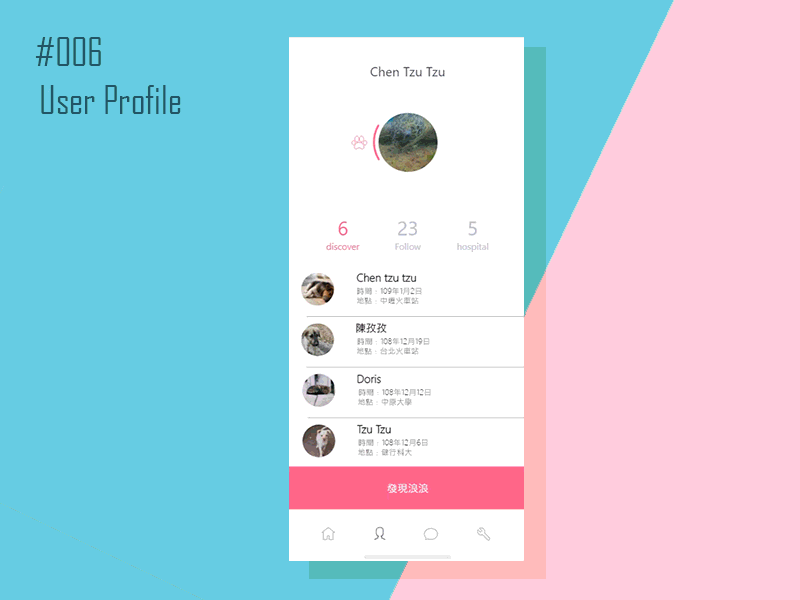 #006
User Profile
Chen Tzu Tzu
6
discover
23
Follow
5
hospital
Chen tzu tzu
時間：109年1月2日
地點：中壢火車站
陳孜孜
時間：108年12月19日
地點：台北火車站
Doris
時間：108年12月12日
地點：中原大學
Tzu Tzu
時間：108年12月6日
地點：健行科大
發現浪浪